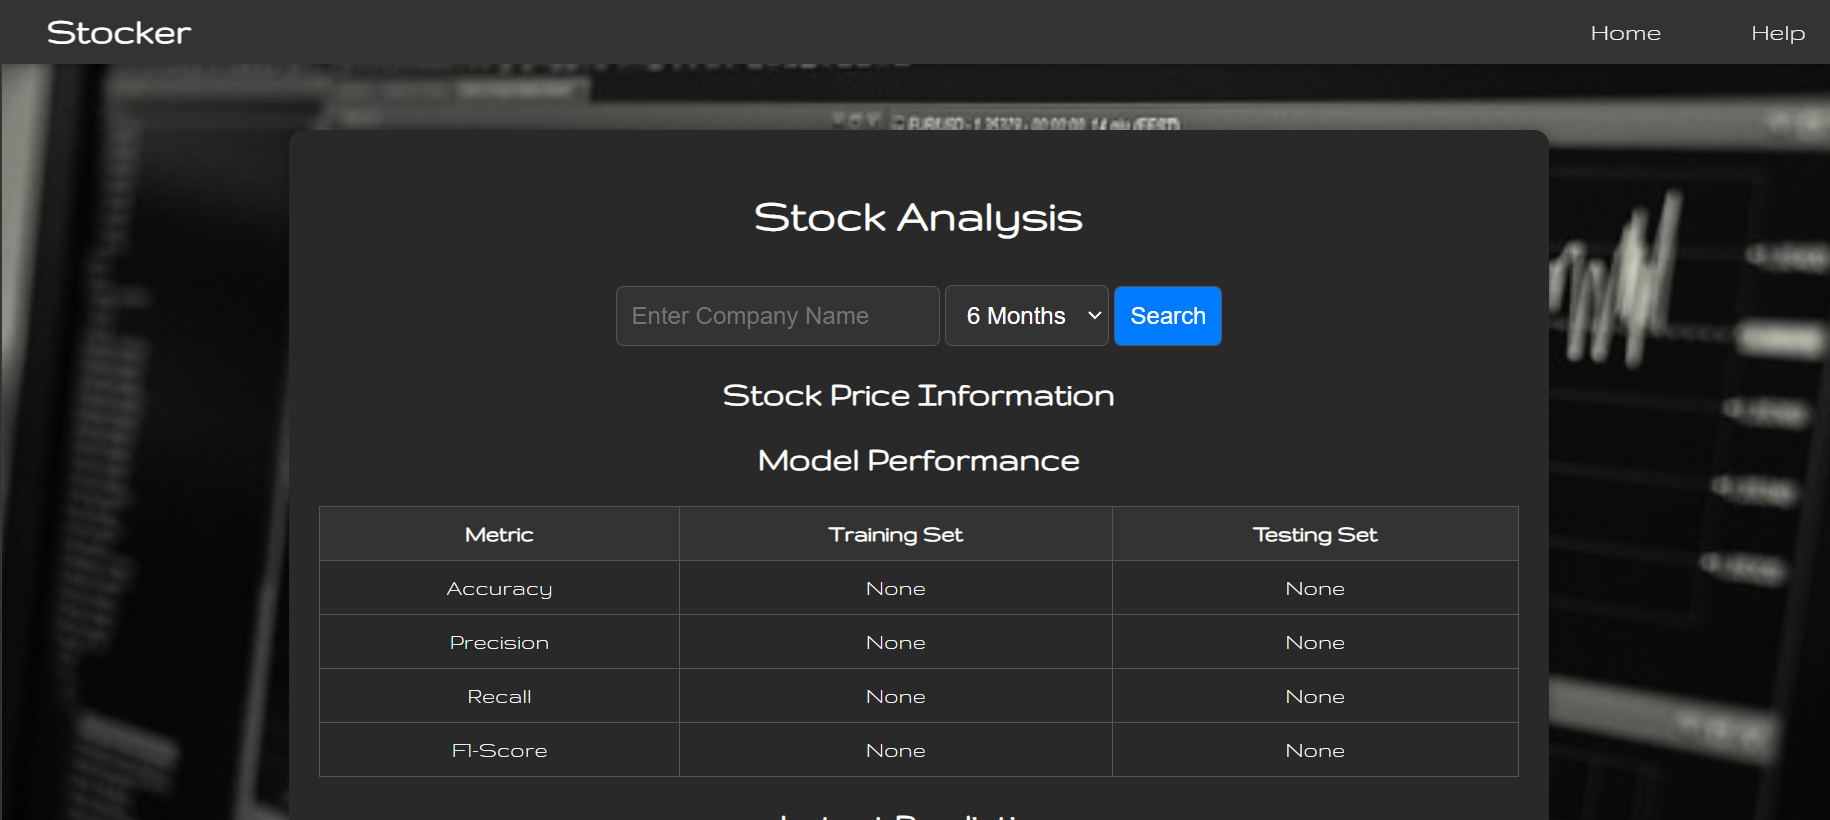 Stocker
Home
Help
Stock Analysis
Enter Company Name
6 Months
Search
Stock Price Information
Model Performance
Metric Training Set Testing Set
Accuracy None None
Precision None None
Recall None None
F1-Score None None